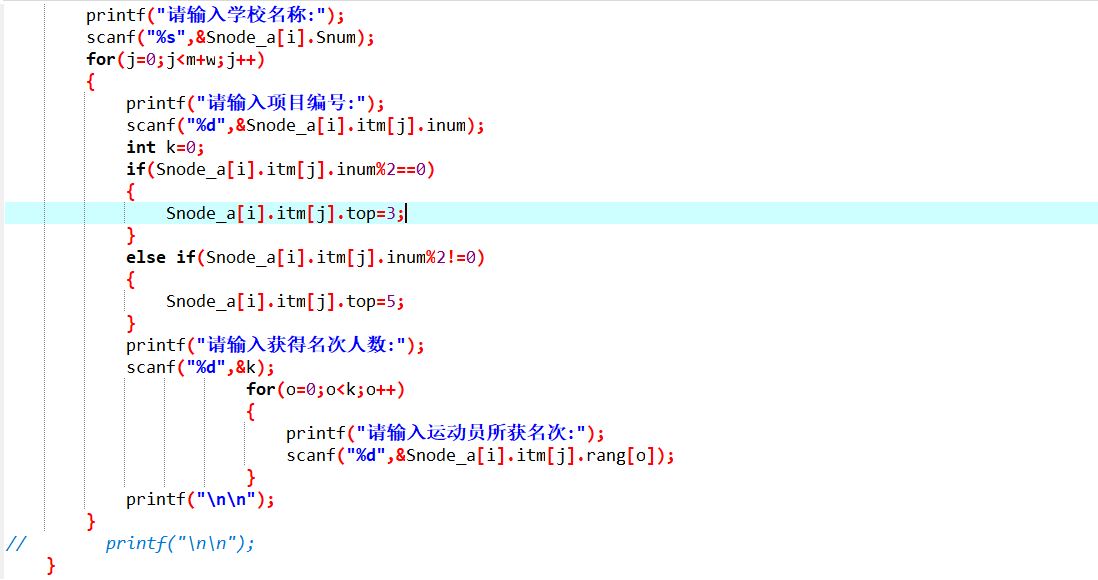 printf("请输入学校名称:");
scanf("%s",&Snode_a[i].Snum);
for(j=0;j<m+w;j++)
{
printf("请输入项目编号:");
scanf("%d",&Snode_a[i].itm[j].inum);
int k=0;
if(Snode_a[i].itm[j].inum%2==0)
{
Snode_a[i].itm[j].top=3;
}
else if(Snode_a[i].itm[j].inum%2!=0)
{
Snode_a[i].itm[j].top=5;
}
printf("请输入获得名次人数:");
scanf("%d",&k);
for(o=0;o<k;o++)
{
printf("请输入运动员所获名次:");
scanf("%d",&Snode_a[i].itm[j].rang[o]);
}
printf("\n\n");
}
// printf("\n\n");
}